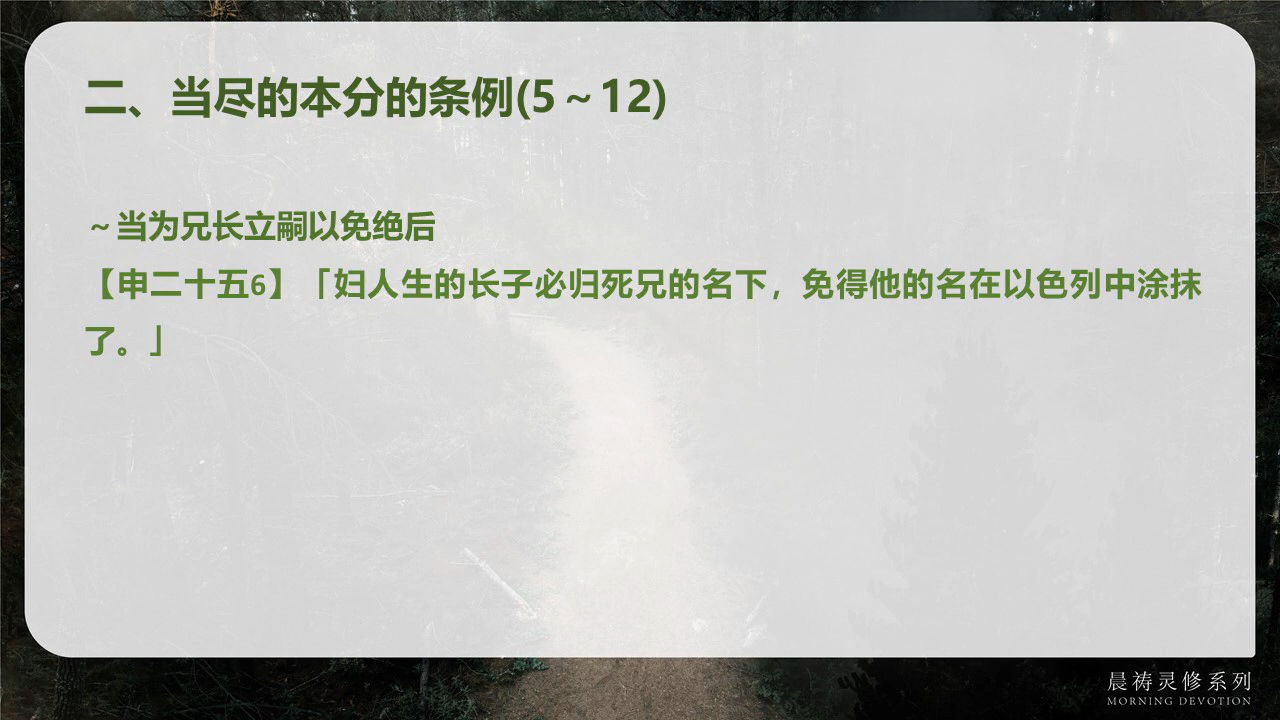 二、当尽的本分的条例(5～12)
～当为兄长立嗣以免绝后
【申二十五6】「妇人生的长子必归死兄的名下，免得他的名在以色列中涂抹
了。」
晨祷灵修系列
MORNING DEVOTION